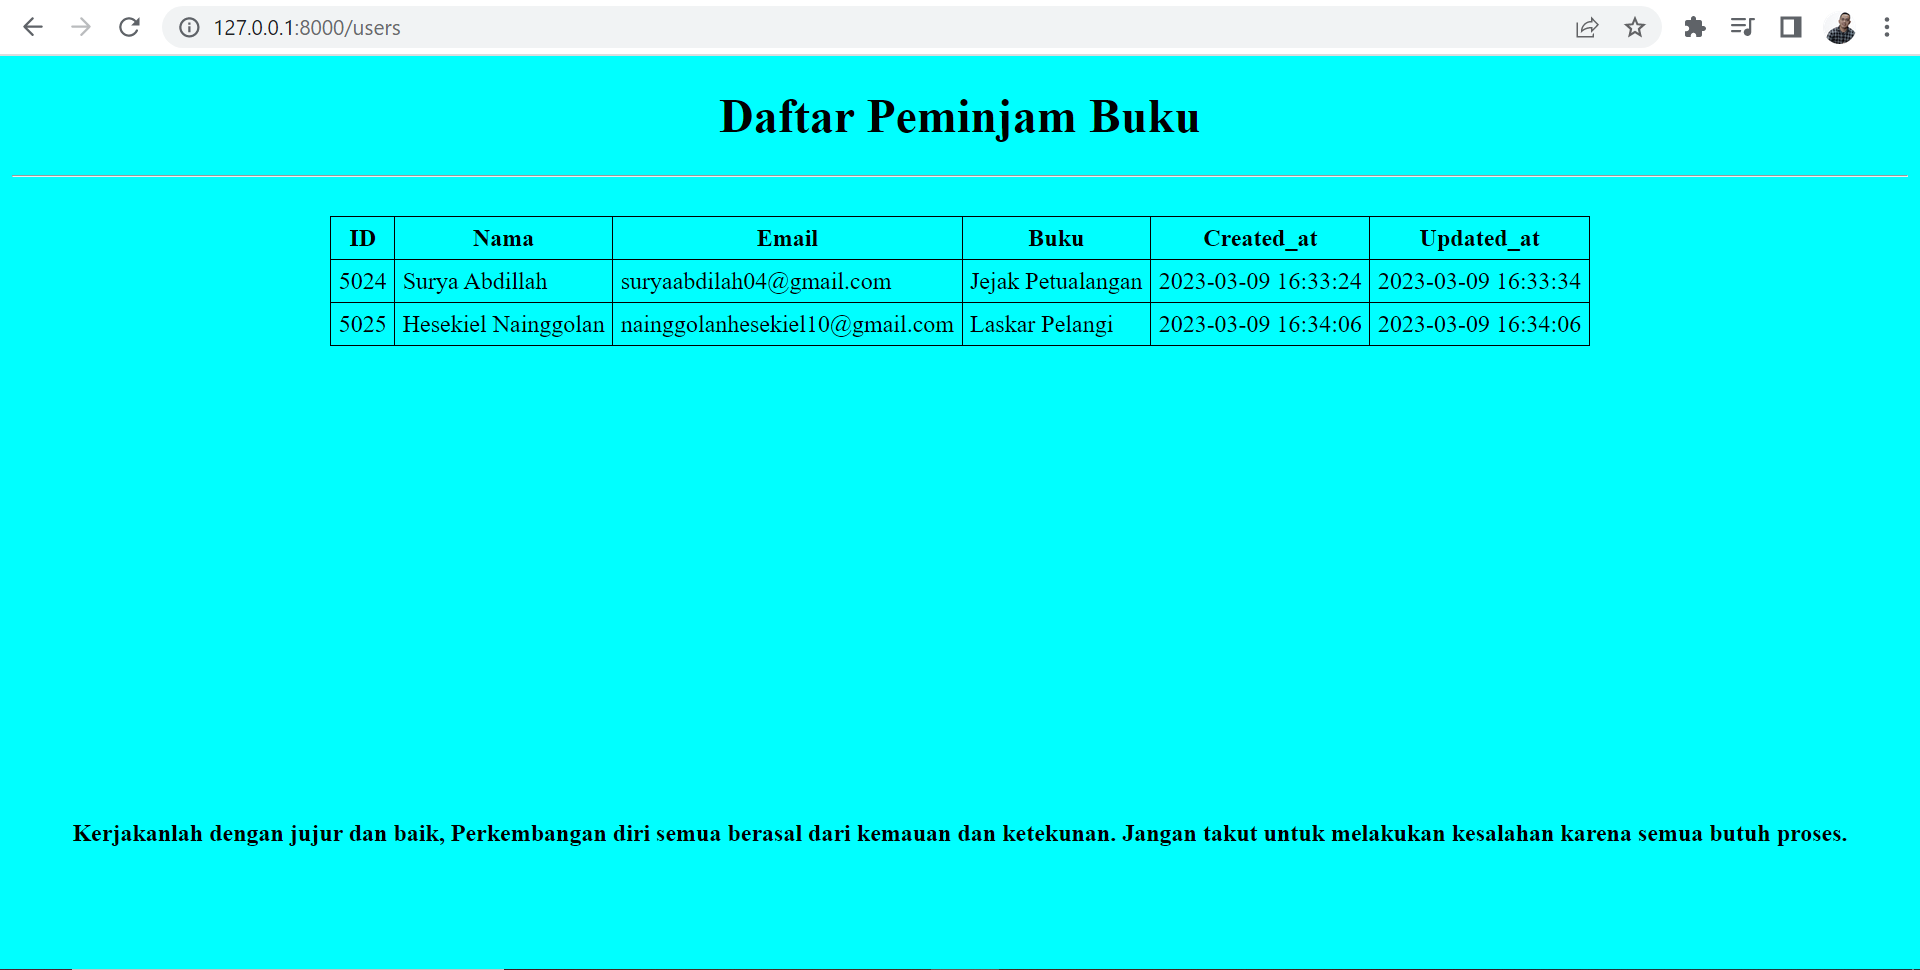 127.0.0.1:8000/users
Daftar Peminjam Buku
ID Nama Email Buku Created_at Updated_at
5024 Surya Abdillah suryaabdilah04@gmail.com Jejak Petualangan 2023-03-09 16:33:24 2023-03-09 16:33:34
5025 Hesekiel Nainggolan nainggolanhesekiel10@gmail.com Laskar Pelangi 2023-03-09 16:34:06 2023-03-09 16:34:06
Kerjakanlah dengan jujur dan baik, Perkembangan diri semua berasal dari kemauan dan ketekunan. Jangan takut untuk melakukan kesalahan karena semua butuh proses.